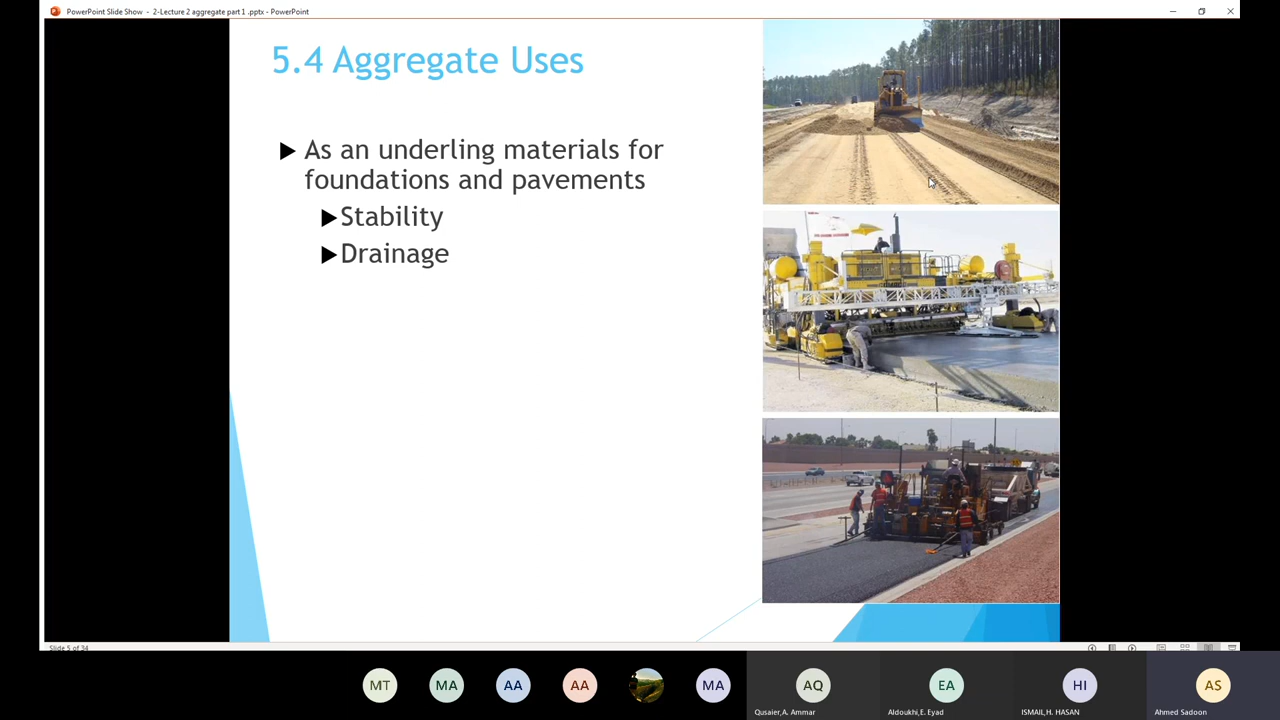 PowerPoint Slide Show - 2-Lecture 2 aggregate part 1 .pptx - PowerPoint
5.4 Aggregate Uses
As an underling materials for
foundations and pavements
Stability
Drainage
Slide 5 of 34
MT
MA
AA
AA
MA
AQ
EA
HI
AS
Qusaier,A. Ammar
Aldoukhi,E. Eyad
ISMAIL,H. HASAN
Ahmed Sadoon